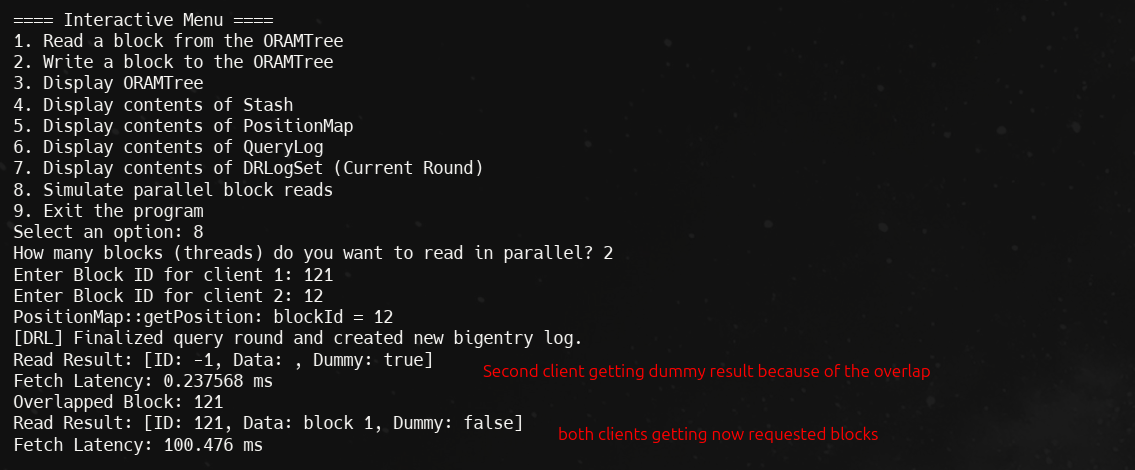 ==== Interactive Menu ====
1. Read a block from the ORAMTree
2. Write a block to the ORAMTree
3. Display ORAMTree
4. Display contents of Stash
5. Display contents of PositionMap
6. Display contents of QueryLog
7. Display contents of DRLogSet (Current Round)
8. Simulate parallel block reads
9. Exit the program
Select an option: 8
How many blocks (threads) do you want to read in parallel? 2
Enter Block ID for client 1: 121
Enter Block ID for client 2: 12
PositionMap::getPosition: blockId = 12
[DRL] Finalized query round and created new bigentry log.
Read Result: [ID: -1, Data: , Dummy: true]
Second client getting dummy result because of the overlap
Fetch Latency: 0.237568 ms
Overlapped Block: 121
Read Result: [ID: 121, Data: block 1, Dummy: false]
both clients getting now requested blocks
Fetch Latency: 100.476 ms